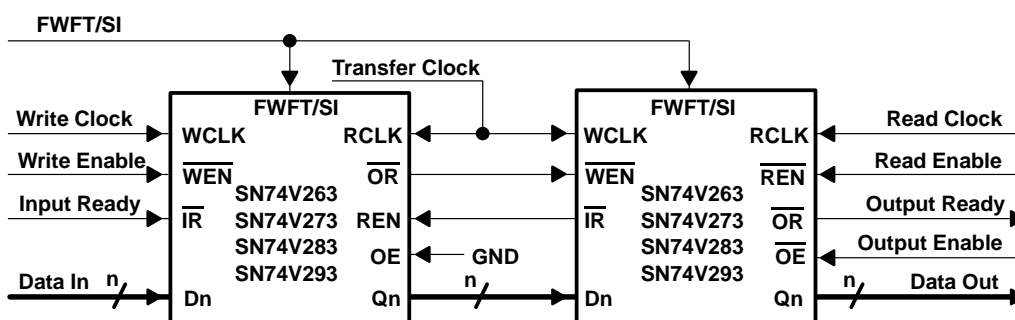 FWFT/SI
Transfer Clock
FWFT/SI
FWFT/SI
Write Clock
WCLK
RCLK
WCLK
RCLK
Read Clock
Write Enable
WEN
OR
WEN
REN
Read Enable
SN74V263
SN74V263
Input Ready
IR
SN74V273
REN
IR
SN74V273
OR
Output Ready
SN74V283
OE
GND
SN74V283
OE
Output Enable
SN74V293
SN74V293
Data In
n
Dn
Qn
n
Dn
Qn
n
Data Out